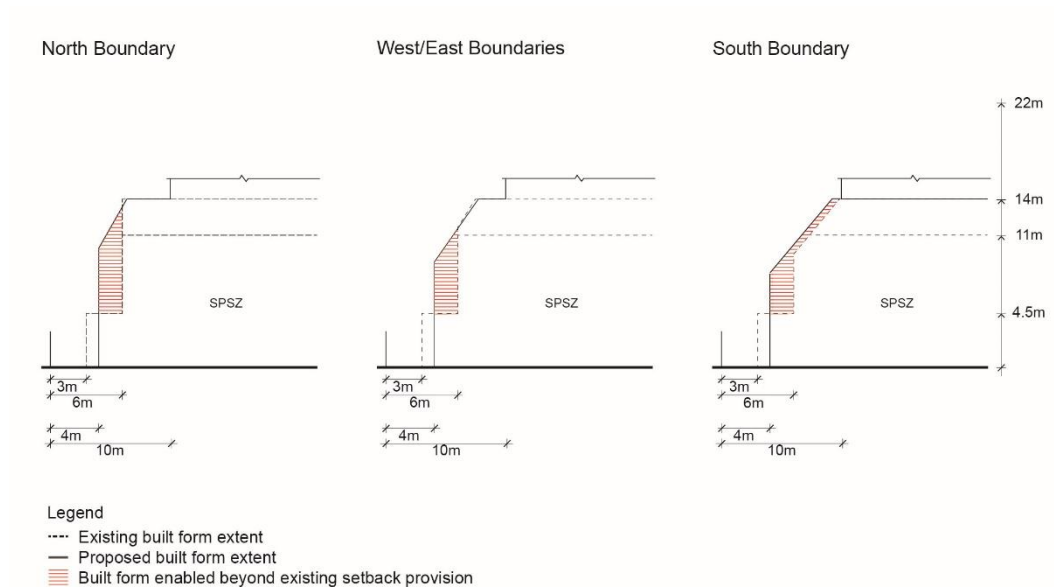 North Boundary
West/East Boundaries
South Boundary
22m
14m
11m
SPSZ
SPSZ
SPSZ
4.5m
3m
3m
3m
6m
6m
6m
4m
4m
4m
10m
10m
10m
Legend
Existing built form extent
Proposed built form extent
Built form enabled beyond existing setback provision